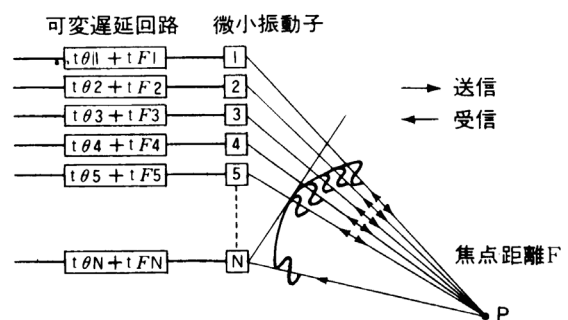 可変遅延回路 微小振動子
tθ1+tF1 1
tθ2+tF2 2
tθ3+tF3 3
tθ4+tF4 4
tθ5+tF5 5
tθN+tFN N
送信
受信
焦点距離F
P